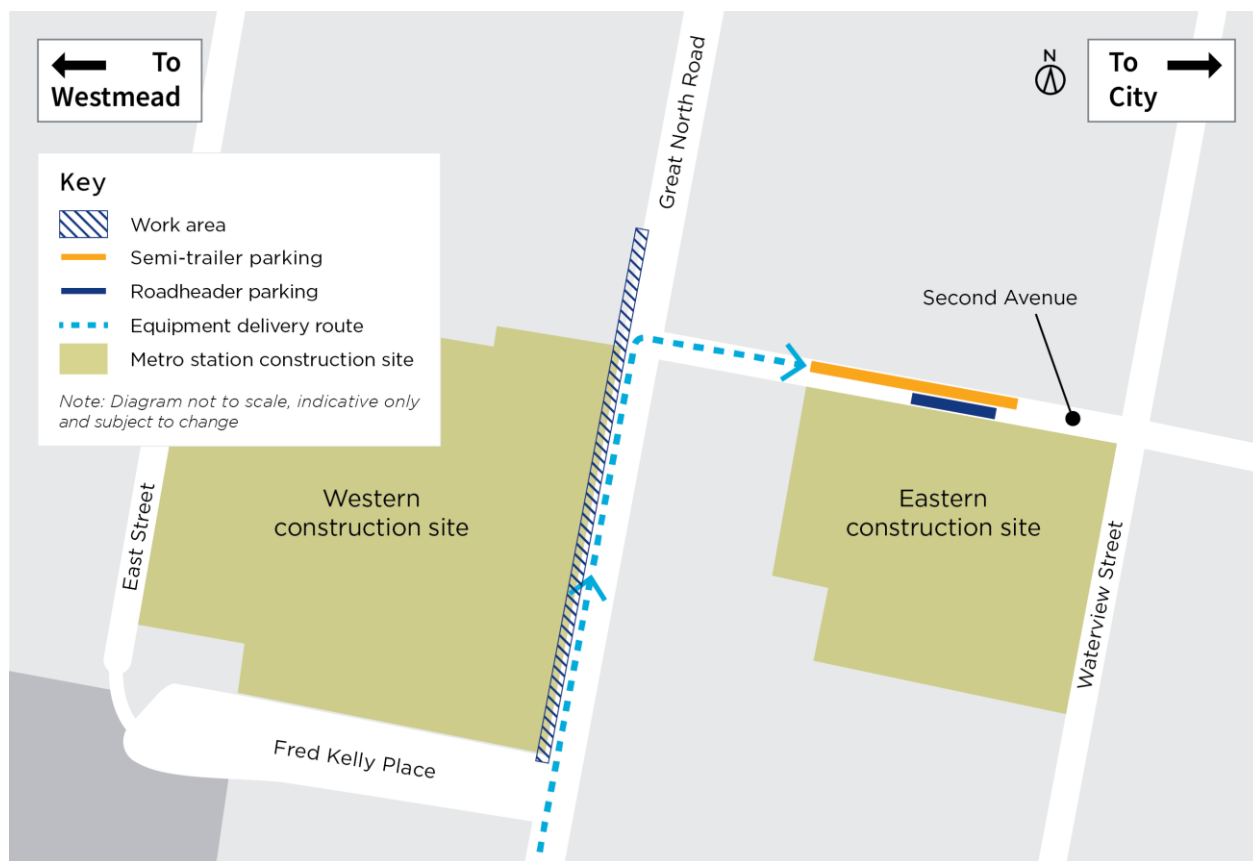 To
Westmead
N
To
City
Great North Road
Key
Work area
Semi-trailer parking
Roadheader parking
Equipment delivery route
Metro station construction site
Note: Diagram not to scale, indicative only
and subject to change
Second Avenue
Western
construction site
Eastern
construction site
East Street
Waterview Street
Fred Kelly Place